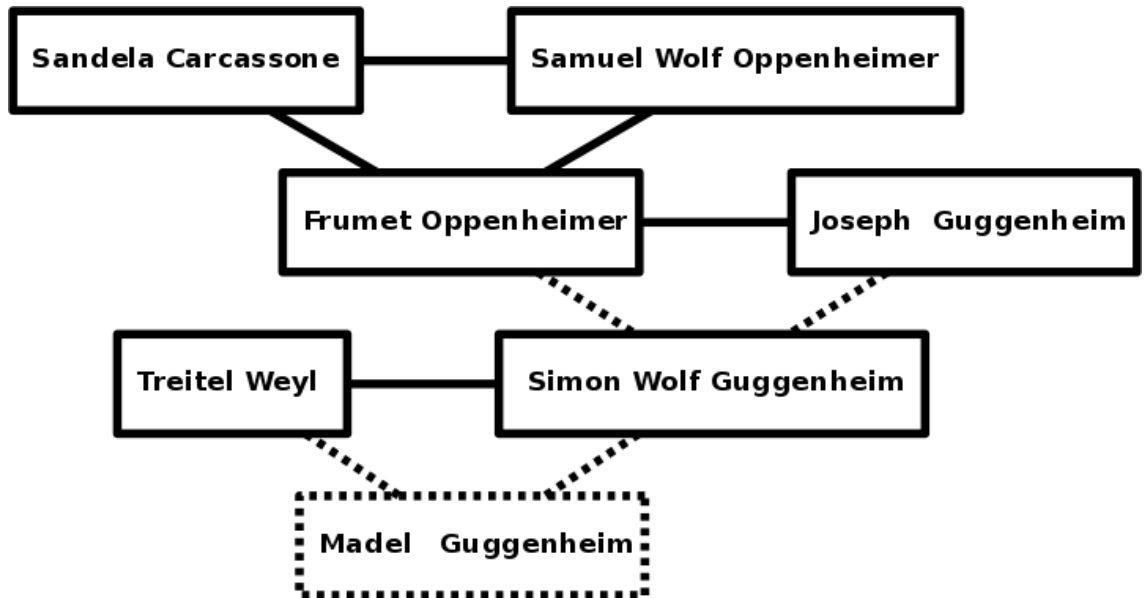 Sandela Carcassone
Samuel Wolf Oppenheimer
Frumet Oppenheimer
Joseph Guggenheim
Treitel Weyl
Simon Wolf Guggenheim
Madel Guggenheim